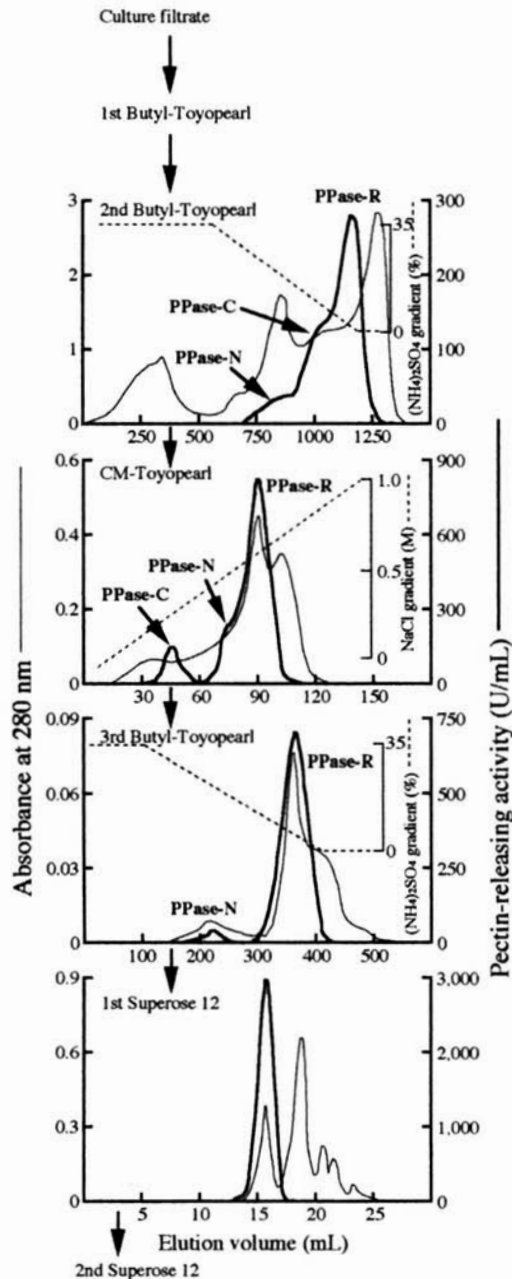 Culture filtrate
1st Butyl-Toyopearl
2nd Butyl-Toyopearl
PPase-R
3
2
1
0
300
200
100
0
35
0
(NH4)2SO4 gradient (%)
PPase-C
PPase-N
250 500 750 1000 1250
CM-Toyopearl
PPase-R
0.6
0.4
0.2
0
900
600
300
0
1.0
0.5
0
NaCl gradient (M)
PPase-N
PPase-C
30 60 90 120 150
3rd Butyl-Toyopearl
PPase-R
0.09
0.06
0.03
0
750
500
250
0
35
0
(NH4)2SO4 gradient (%)
PPase-N
100 200 300 400 500
1st Superose 12
0.9
0.6
0.3
0
3,000
2,000
1,000
0
5 10 15 20 25
Elution volume (mL)
2nd Superose 12
Absorbance at 280 nm
Pectin-releasing activity (U/mL)